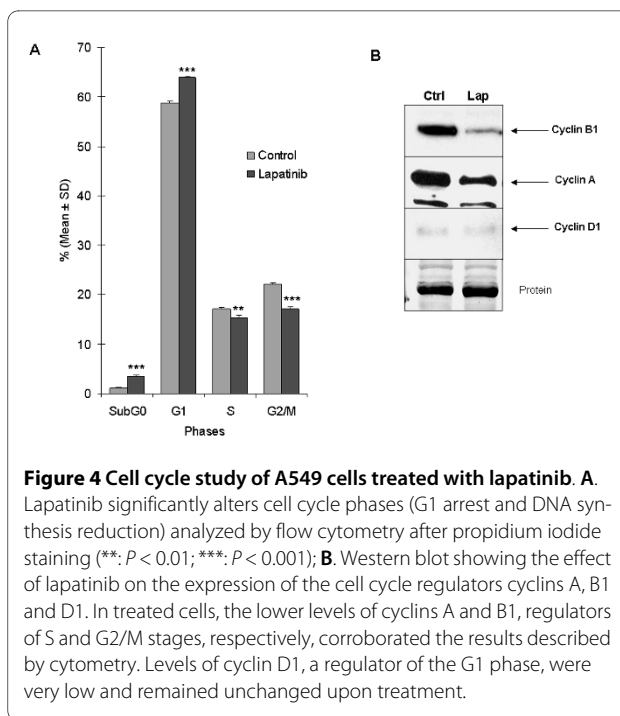 A
B
70
60
50
40
30
20
10
0
% (Mean ± SD)
***
***
**
***
Control
Lapatinib
SubG0 G1 S G2/M
Phases
Ctrl Lap
Cyclin B1
Cyclin A
Cyclin D1
Protein
Figure 4 Cell cycle study of A549 cells treated with lapatinib. A.
Lapatinib significantly alters cell cycle phases (G1 arrest and DNA syn-
thesis reduction) analyzed by flow cytometry after propidium iodide
staining (**: P < 0.01; ***: P < 0.001); B. Western blot showing the effect
of lapatinib on the expression of the cell cycle regulators cyclins A, B1
and D1. In treated cells, the lower levels of cyclins A and B1, regulators
of S and G2/M stages, respectively, corroborated the results described
by cytometry. Levels of cyclin D1, a regulator of the G1 phase, were
very low and remained unchanged upon treatment.